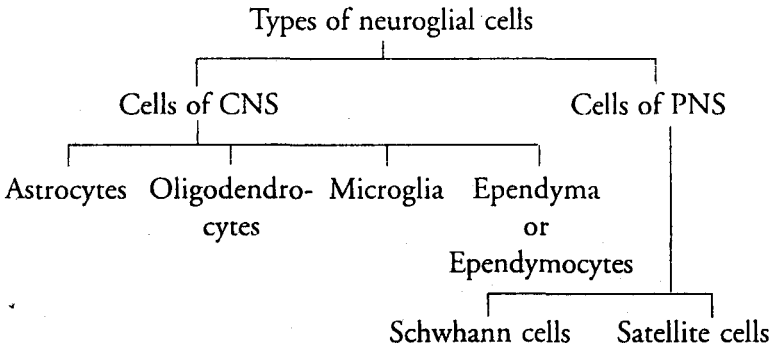 Types of neuroglial cells
Cells of CNS
Cells of PNS
Astrocytes
Oligodendro-
cytes
Microglia
Ependyma
or
Ependymocytes
Schwhann cells
Satellite cells